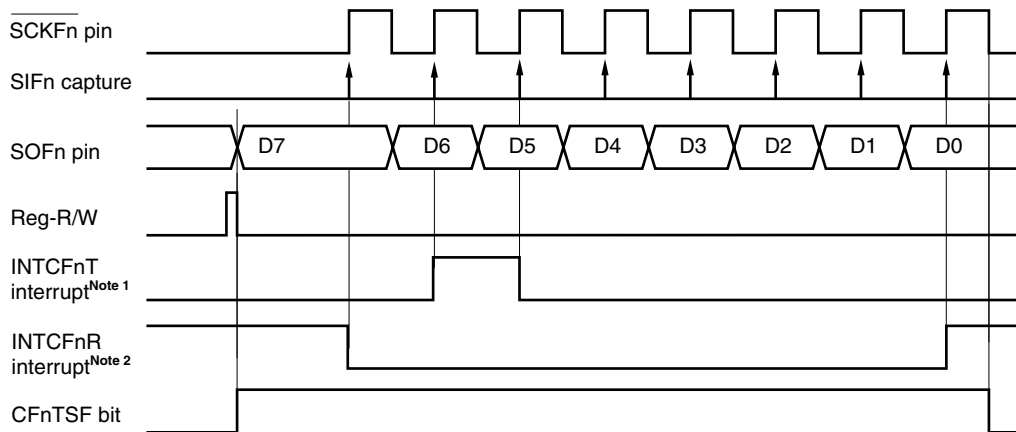 SCKFn pin
SIFn capture
SOFn pin
D7 D6 D5 D4 D3 D2 D1 D0
Reg-R/W
INTCFnT
interruptNote 1
INTCFnR
interruptNote 2
CFnTSF bit